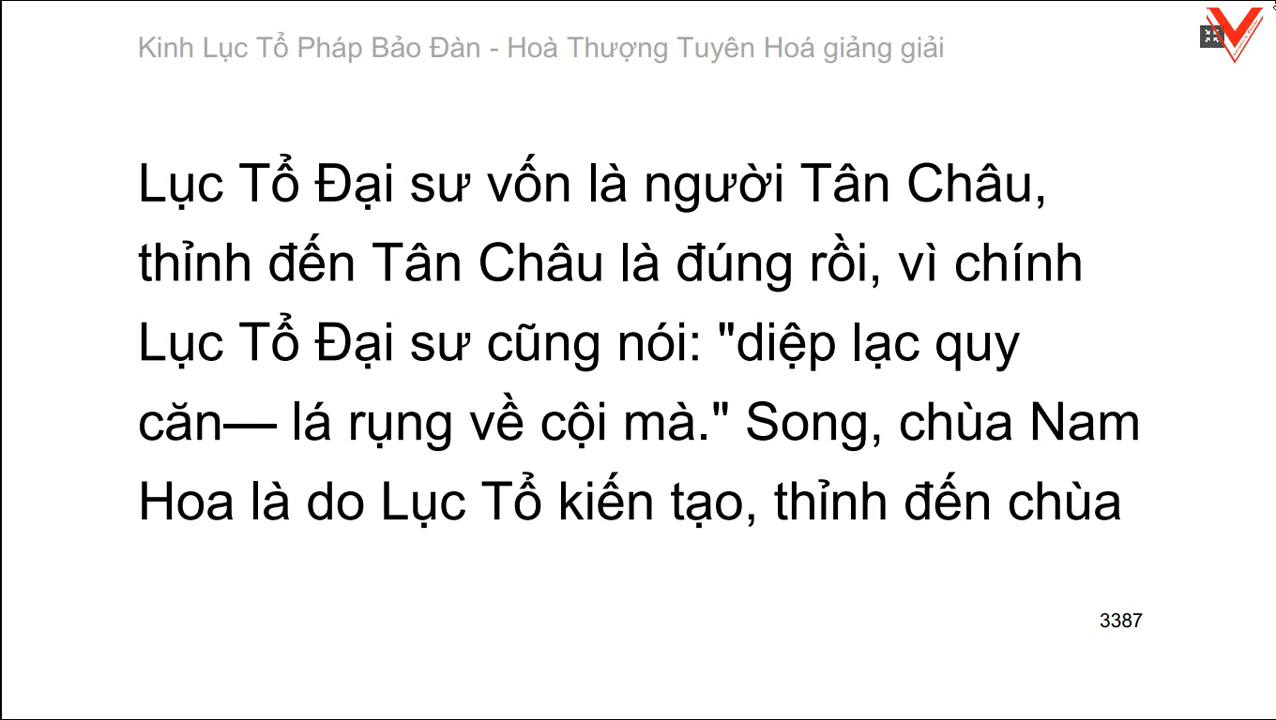 Kinh Lục Tổ Pháp Bảo Đàn - Hoà Thượng Tuyên Hoá giảng giải
Lục Tổ Đại sư vốn là người Tân Châu,
thỉnh đến Tân Châu là đúng rồi, vì chính
Lục Tổ Đại sư cũng nói: "diệp lạc quy
căn— lá rụng về cội mà." Song, chùa Nam
Hoa là do Lục Tổ kiến tạo, thỉnh đến chùa
3387